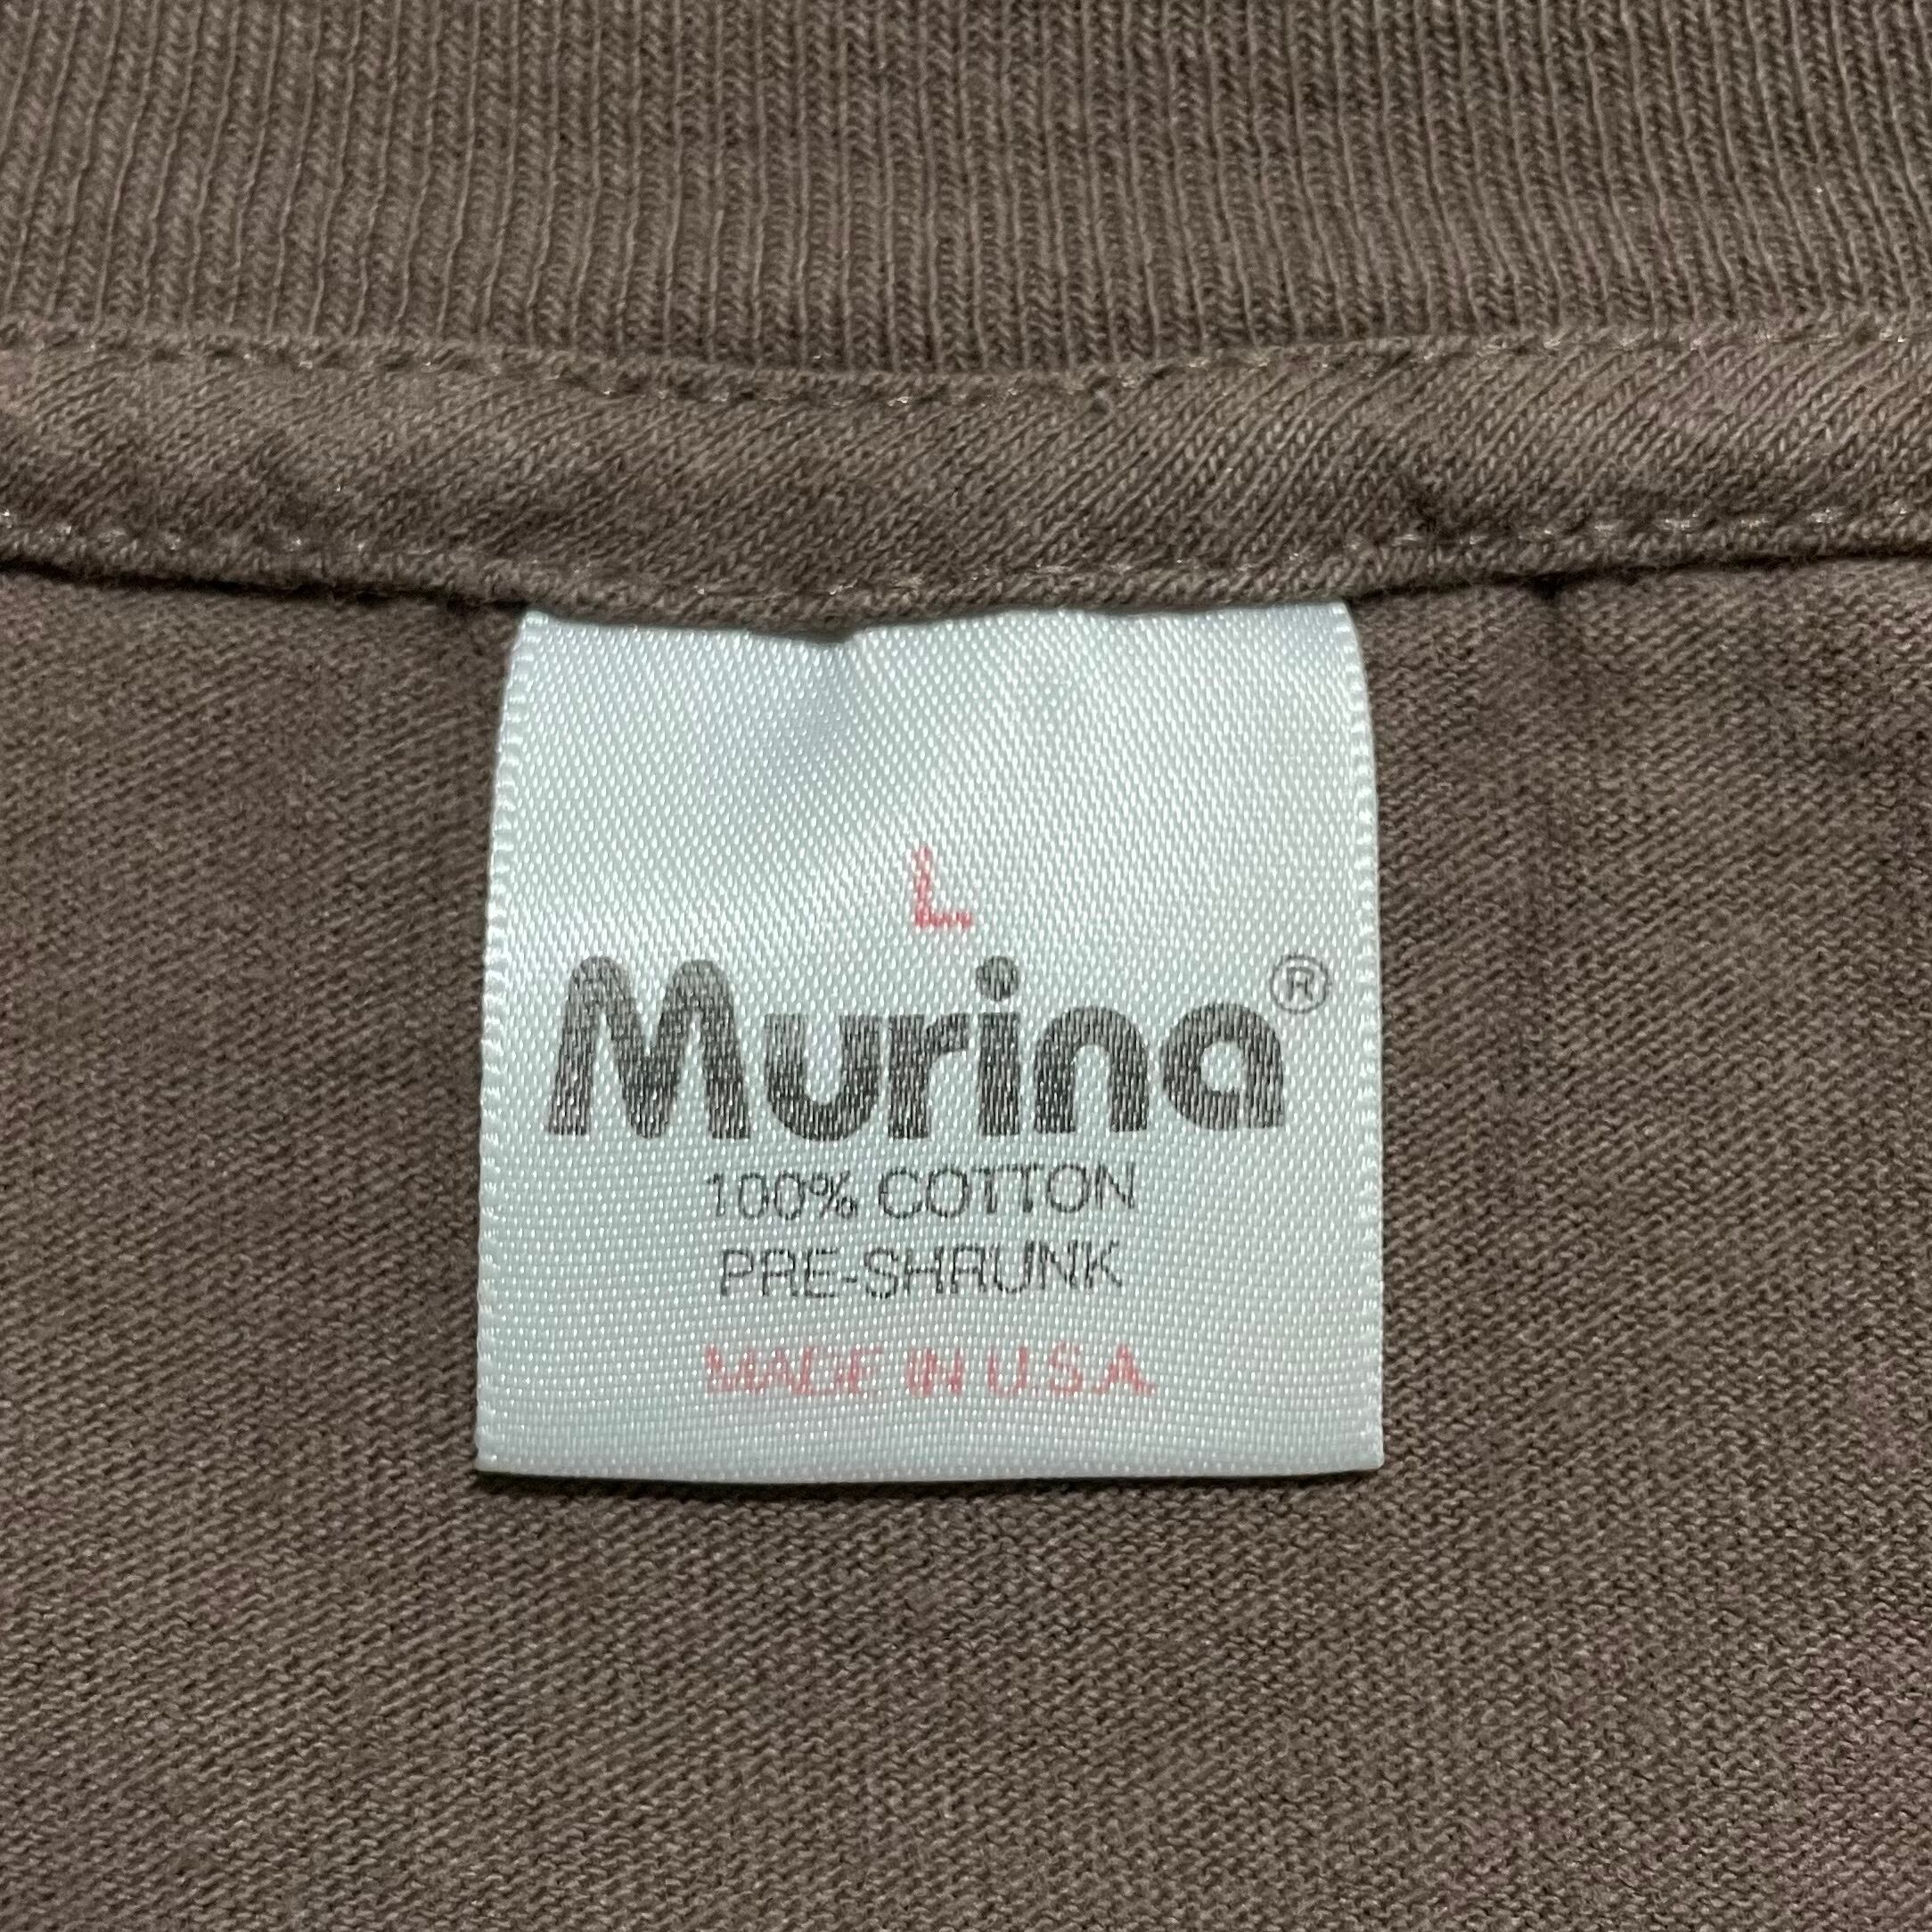 L
Murina®
100% COTTON
PRE-SHRUNK
MADE IN U.S.A.